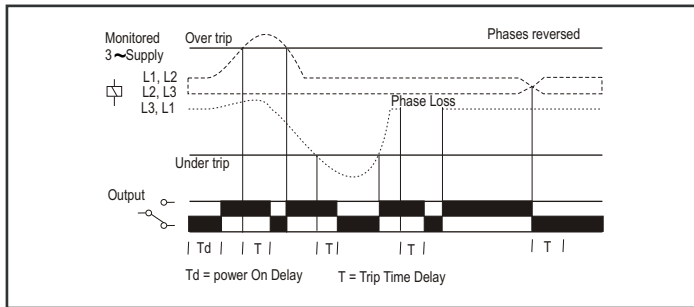 Monitored
3~Supply
Over trip
Phases reversed
L1, L2
L2, L3
L3, L1
Phase Loss
Under trip
Output
Td
T
T
T
T
Td = power On Delay
T = Trip Time Delay